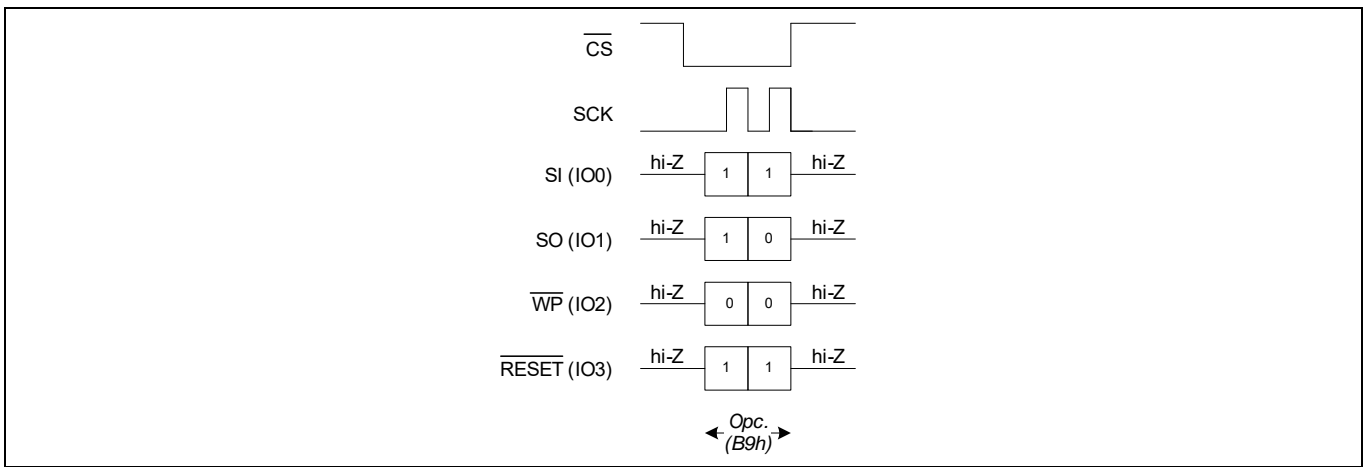 CS
SCK
SI (IO0) hi-Z 1 1 hi-Z
SO (IO1) hi-Z 1 0 hi-Z
WP (IO2) hi-Z 0 0 hi-Z
RESET (IO3) hi-Z 1 1 hi-Z
Opc.
(B9h)